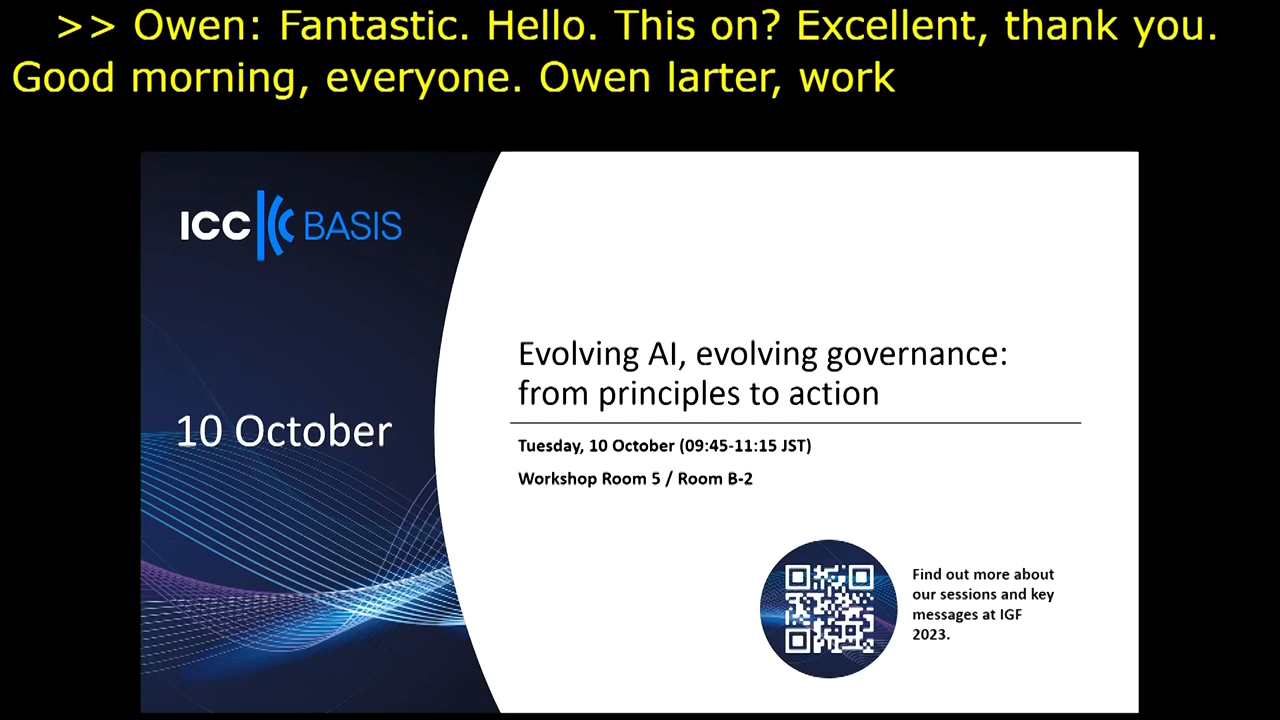 >> Owen: Fantastic. Hello. This on? Excellent, thank you.
Good morning, everyone. Owen larter, work
ICC BASIS
10 October
Evolving AI, evolving governance:
from principles to action
Tuesday, 10 October (09:45-11:15 JST)
Workshop Room 5 / Room B-2
Find out more about
our sessions and key
messages at IGF
2023.